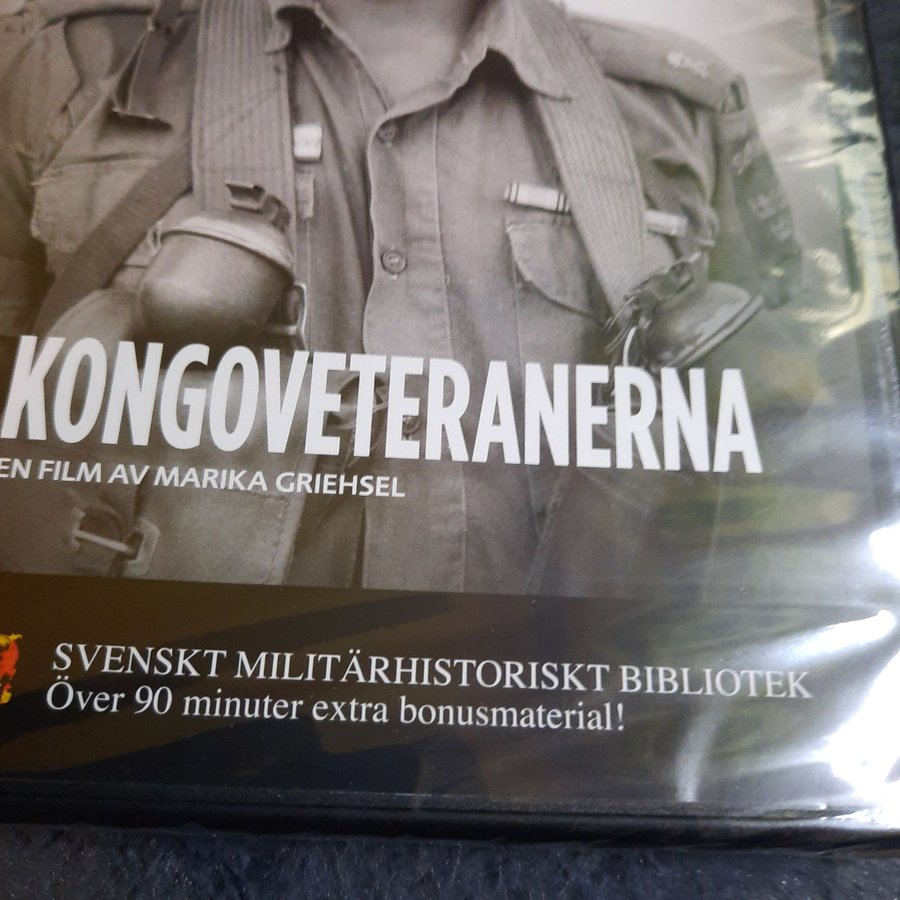 KONGOVETERANERNA
EN FILM AV MARIKA GRIEHSEL
SVENSKT MILITÄRHISTORISKT BIBLIOTEK
Över 90 minuter extra bonusmaterial!